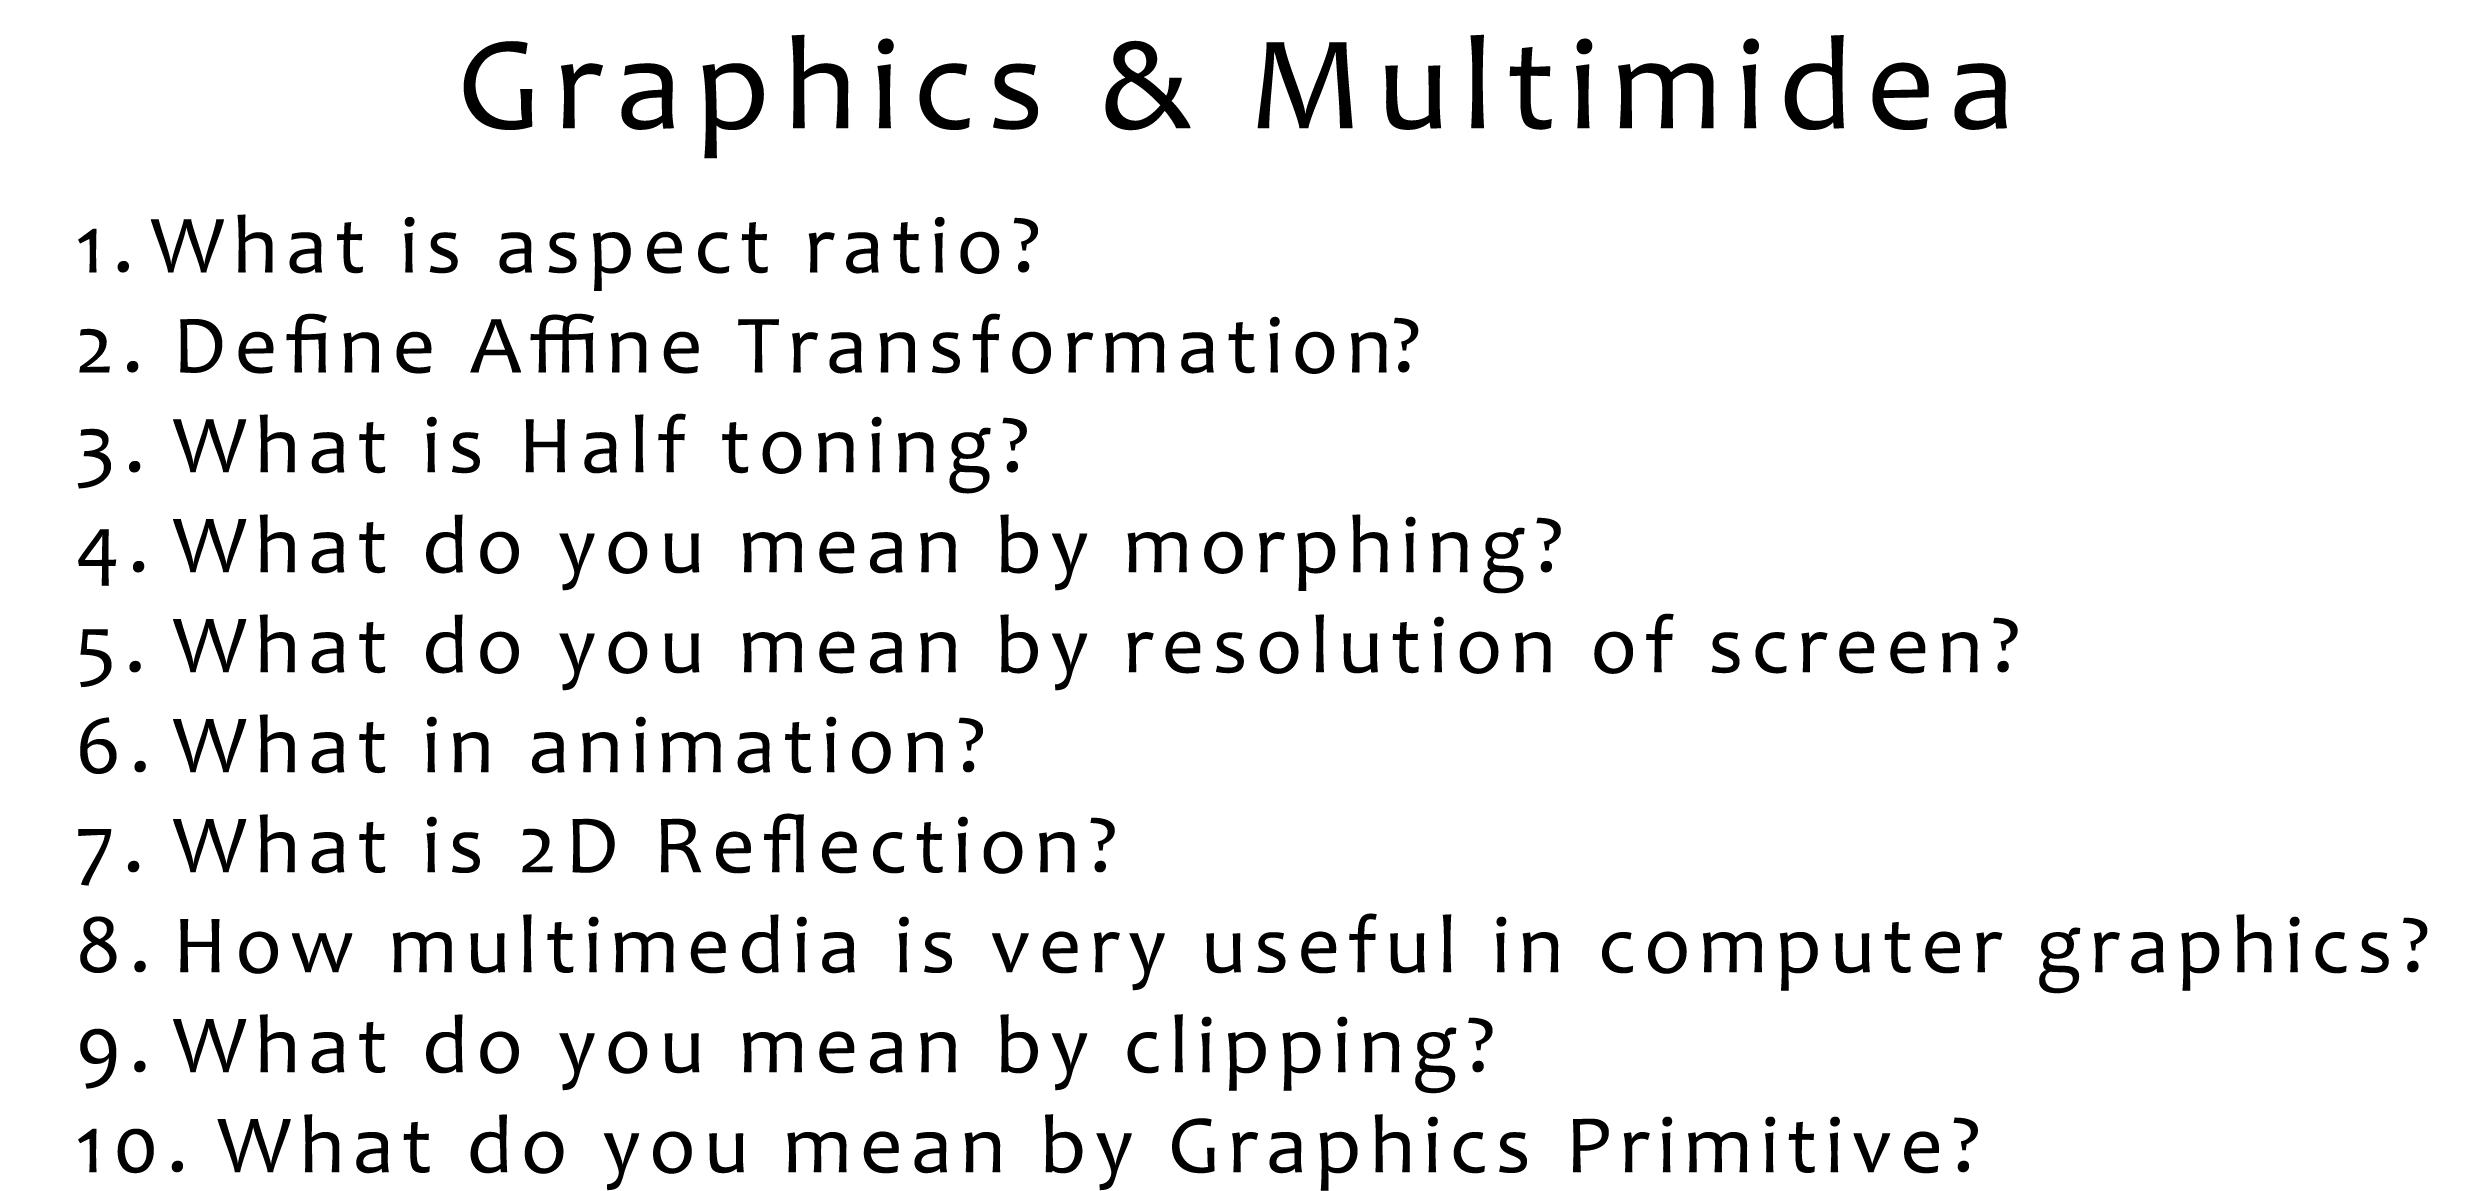 Graphics & Multimidea
1. What is aspect ratio?
2. Define Affine Transformation?
3. What is Half toning?
4. What do you mean by morphing?
5. What do you mean by resolution of screen?
6. What in animation?
7. What is 2D Reflection?
8. How multimedia is very useful in computer graphics?
9. What do you mean by clipping?
10. What do you mean by Graphics Primitive?